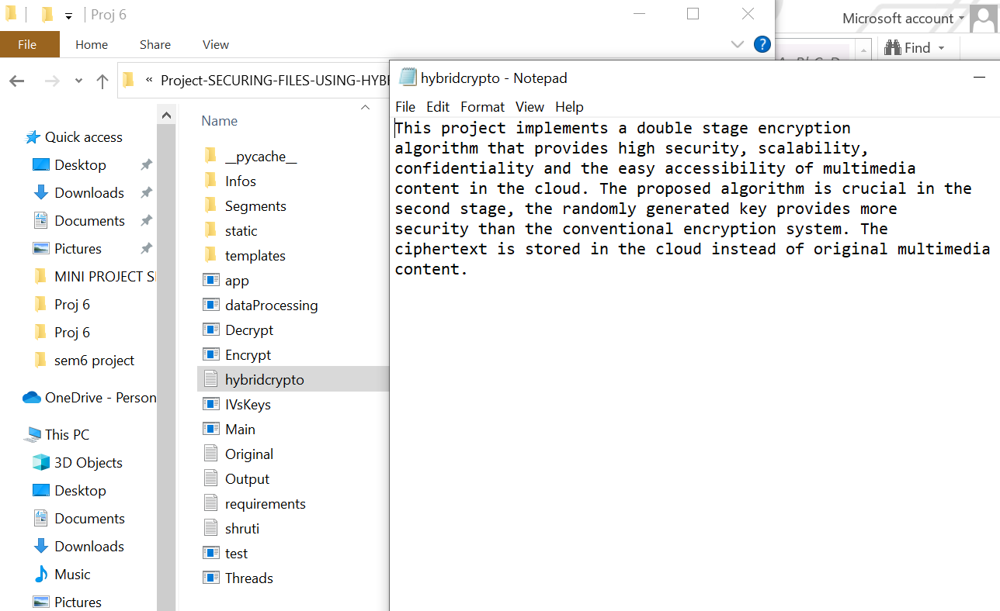 Proj 6
Microsoft account
File
Home
Share
View
?
Find
« Project-SECURING-FILES-USING-HYB
hybridcrypto - Notepad
File Edit Format View Help
Quick access
Desktop
Downloads
Documents
Pictures
MINI PROJECT
Proj 6
Proj 6
sem6 project
OneDrive - Person
This PC
3D Objects
Desktop
Documents
Downloads
Music
Pictures
Name
__pycache__
Infos
Segments
static
templates
app
dataProcessing
Decrypt
Encrypt
hybridcrypto
IVsKeys
Main
Original
Output
requirements
shruti
test
Threads
This project implements a double stage encryption
algorithm that provides high security, scalability,
confidentiality and the easy accessibility of multimedia
content in the cloud. The proposed algorithm is crucial in the
second stage, the randomly generated key provides more
security than the conventional encryption system. The
ciphertext is stored in the cloud instead of original multimedia
content.